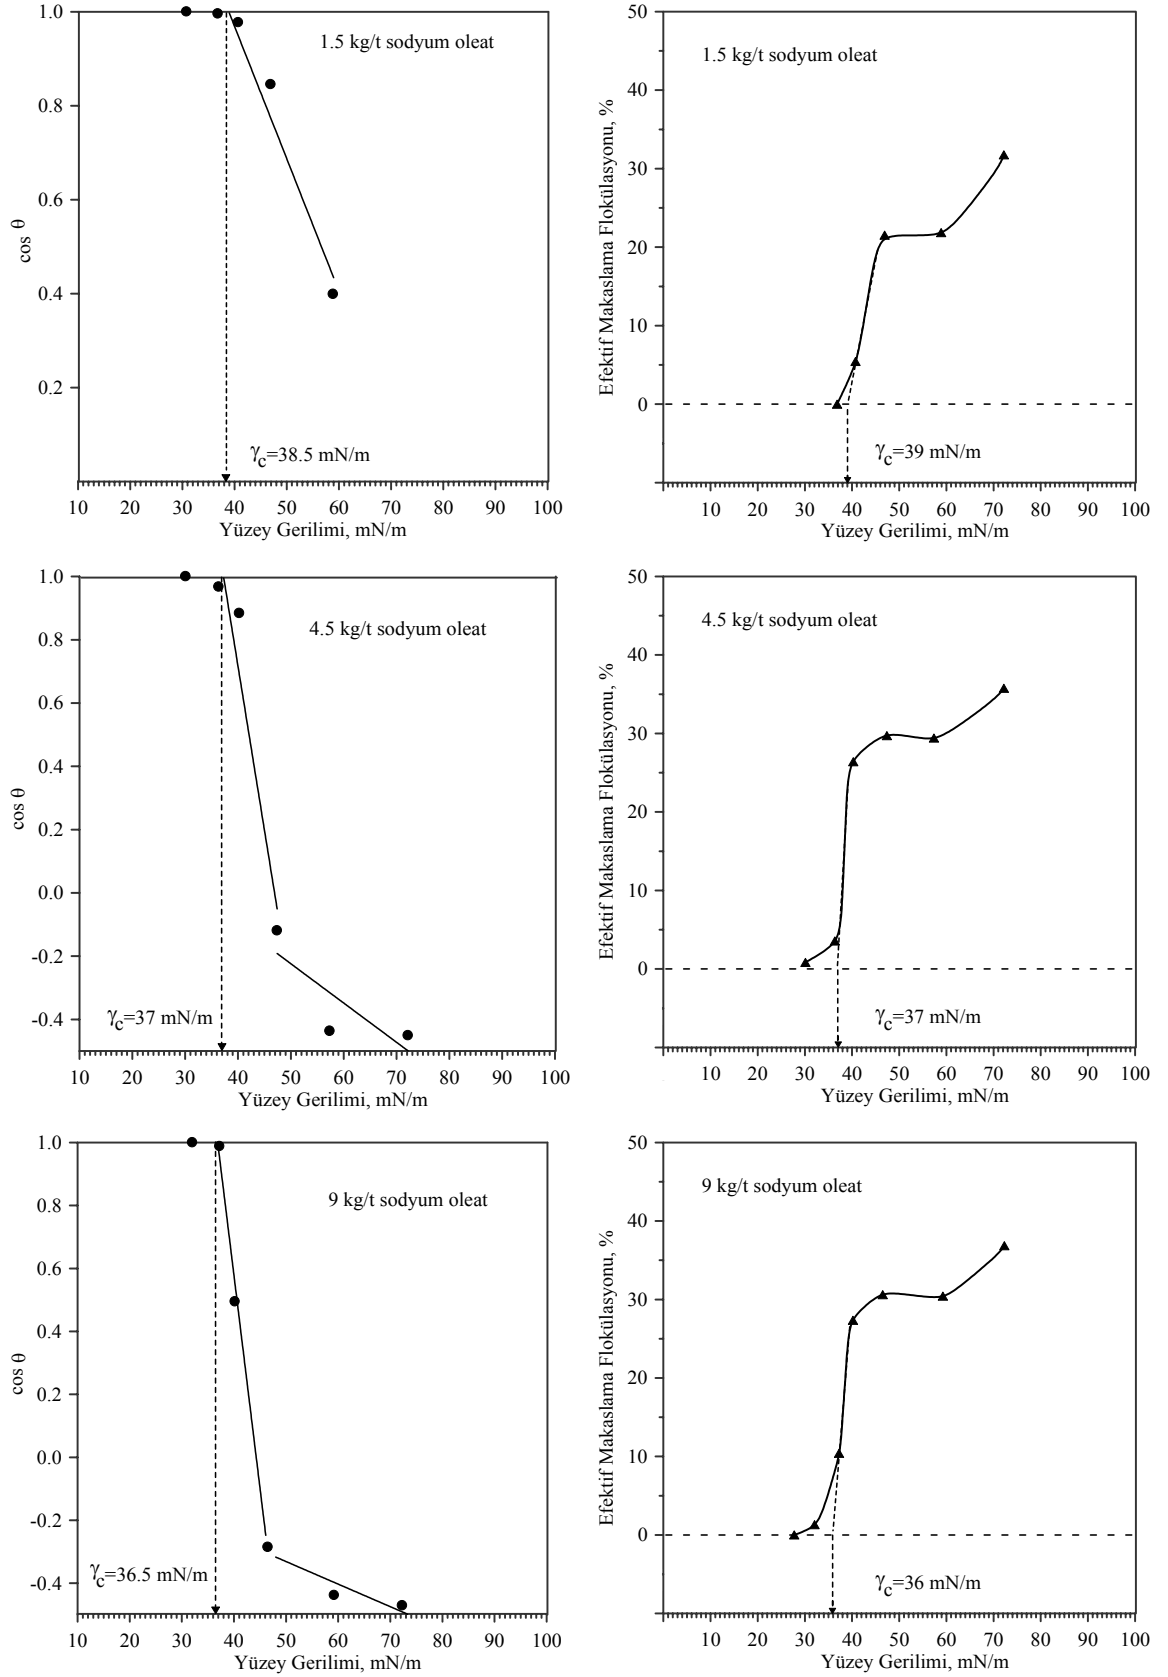 1.0
0.8
0.6
0.4
0.2
cos θ
1.5 kg/t sodyum oleat
γc=38.5 mN/m
10 20 30 40 50 60 70 80 90 100
Yüzey Gerilimi, mN/m
50
40
30
20
10
0
Efektif Makaslama Flokülasyonu, %
1.5 kg/t sodyum oleat
γc=39 mN/m
10 20 30 40 50 60 70 80 90 100
Yüzey Gerilimi, mN/m
1.0
0.8
0.6
0.4
0.2
0.0
-0.2
-0.4
cos θ
4.5 kg/t sodyum oleat
γc=37 mN/m
10 20 30 40 50 60 70 80 90 100
Yüzey Gerilimi, mN/m
50
40
30
20
10
0
Efektif Makaslama Flokülasyonu, %
4.5 kg/t sodyum oleat
γc=37 mN/m
10 20 30 40 50 60 70 80 90 100
Yüzey Gerilimi, mN/m
1.0
0.8
0.6
0.4
0.2
0.0
-0.2
-0.4
cos θ
9 kg/t sodyum oleat
γc=36.5 mN/m
10 20 30 40 50 60 70 80 90 100
Yüzey Gerilimi, mN/m
50
40
30
20
10
0
Efektif Makaslama Flokülasyonu, %
9 kg/t sodyum oleat
γc=36 mN/m
10 20 30 40 50 60 70 80 90 100
Yüzey Gerilimi, mN/m